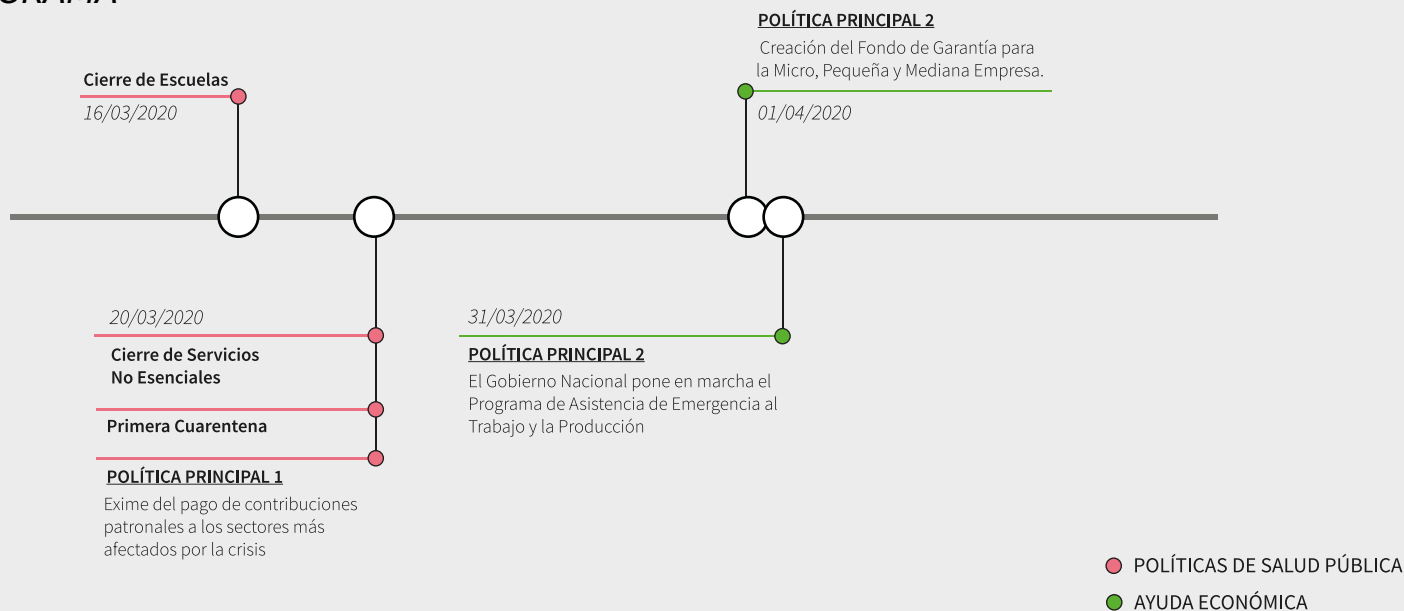 POLÍTICA PRINCIPAL 2
Creación del Fondo de Garantía para
la Micro, Pequeña y Mediana Empresa.
01/04/2020
Cierre de Escuelas
16/03/2020
20/03/2020
Cierre de Servicios
No Esenciales
Primera Cuarentena
POLÍTICA PRINCIPAL 1
Exime del pago de contribuciones
patronales a los sectores más
afectados por la crisis
31/03/2020
POLÍTICA PRINCIPAL 2
El Gobierno Nacional pone en marcha el
Programa de Asistencia de Emergencia al
Trabajo y la Producción
POLÍTICAS DE SALUD PÚBLICA
AYUDA ECONÓMICA